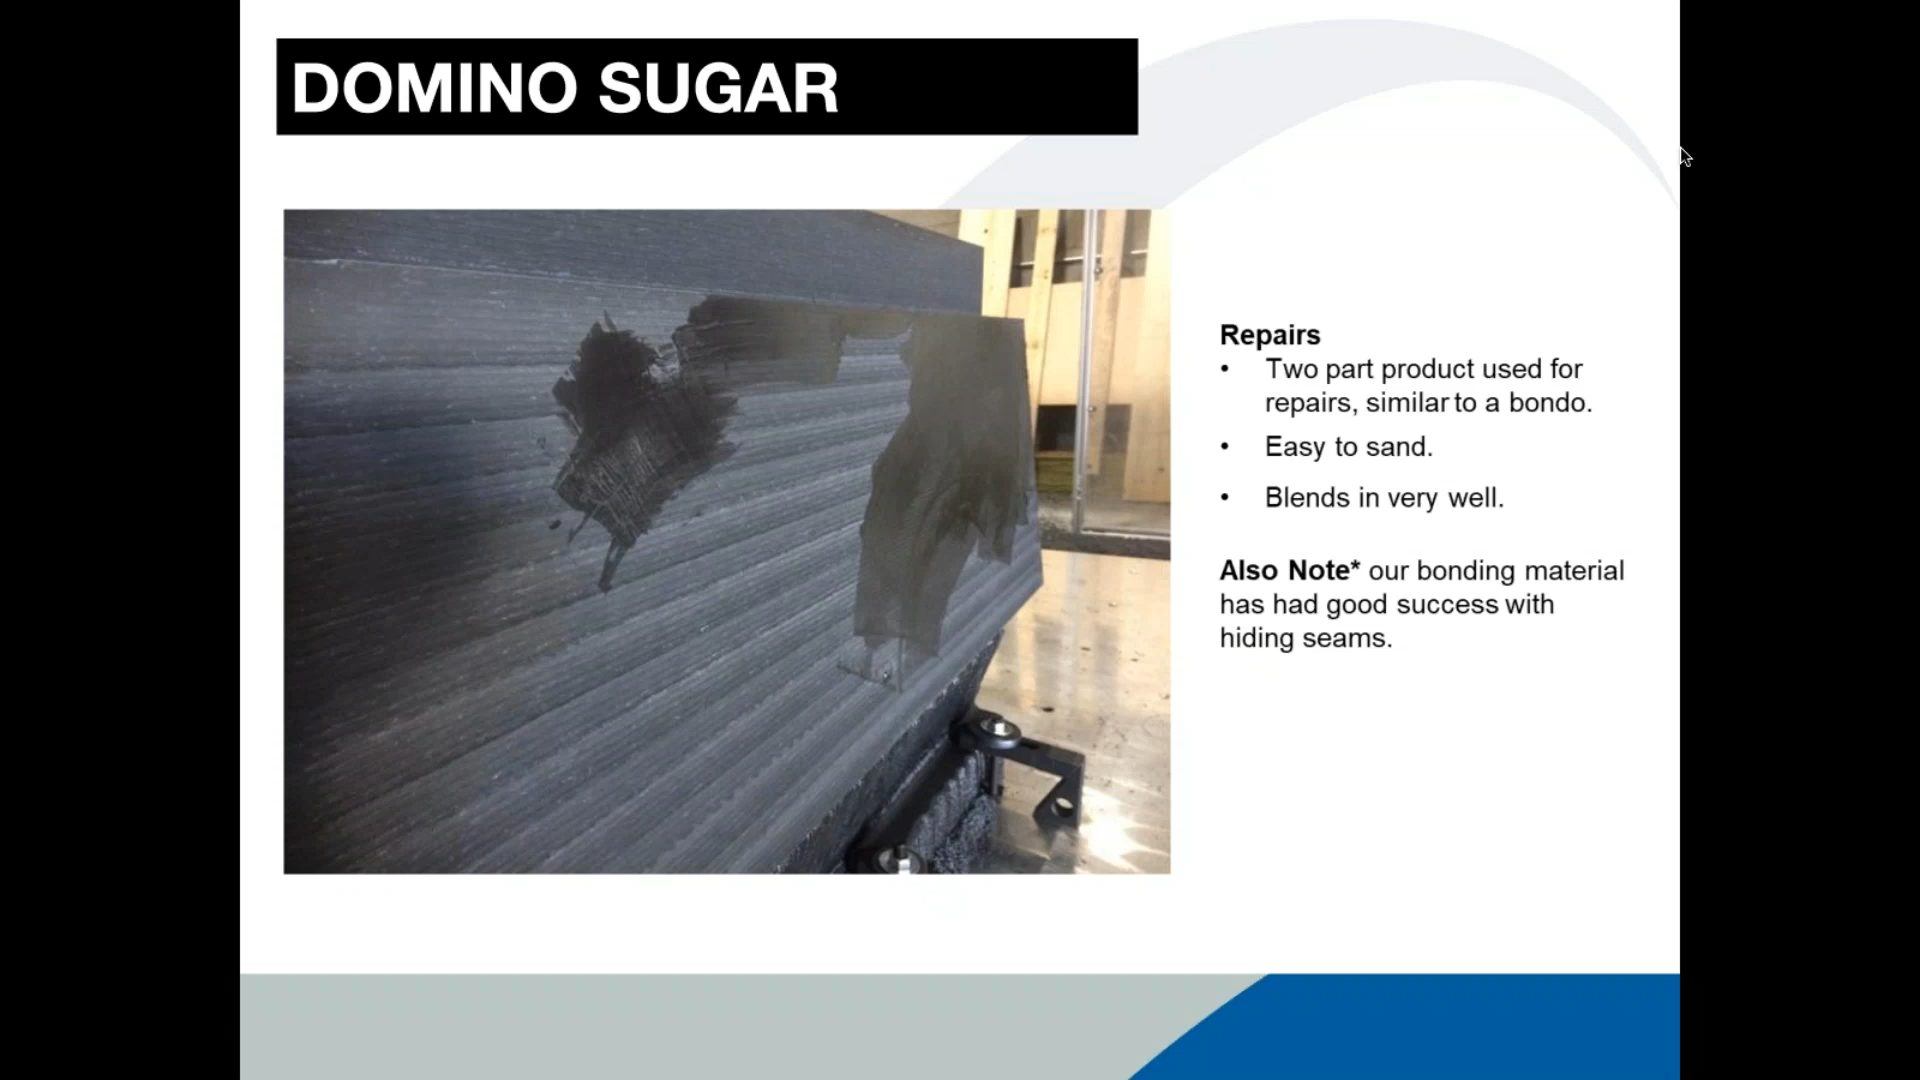 DOMINO SUGAR
Repairs
• Two part product used for
repairs, similar to a bondo.
• Easy to sand.
• Blends in very well.
Also Note* our bonding material
has had good success with
hiding seams.